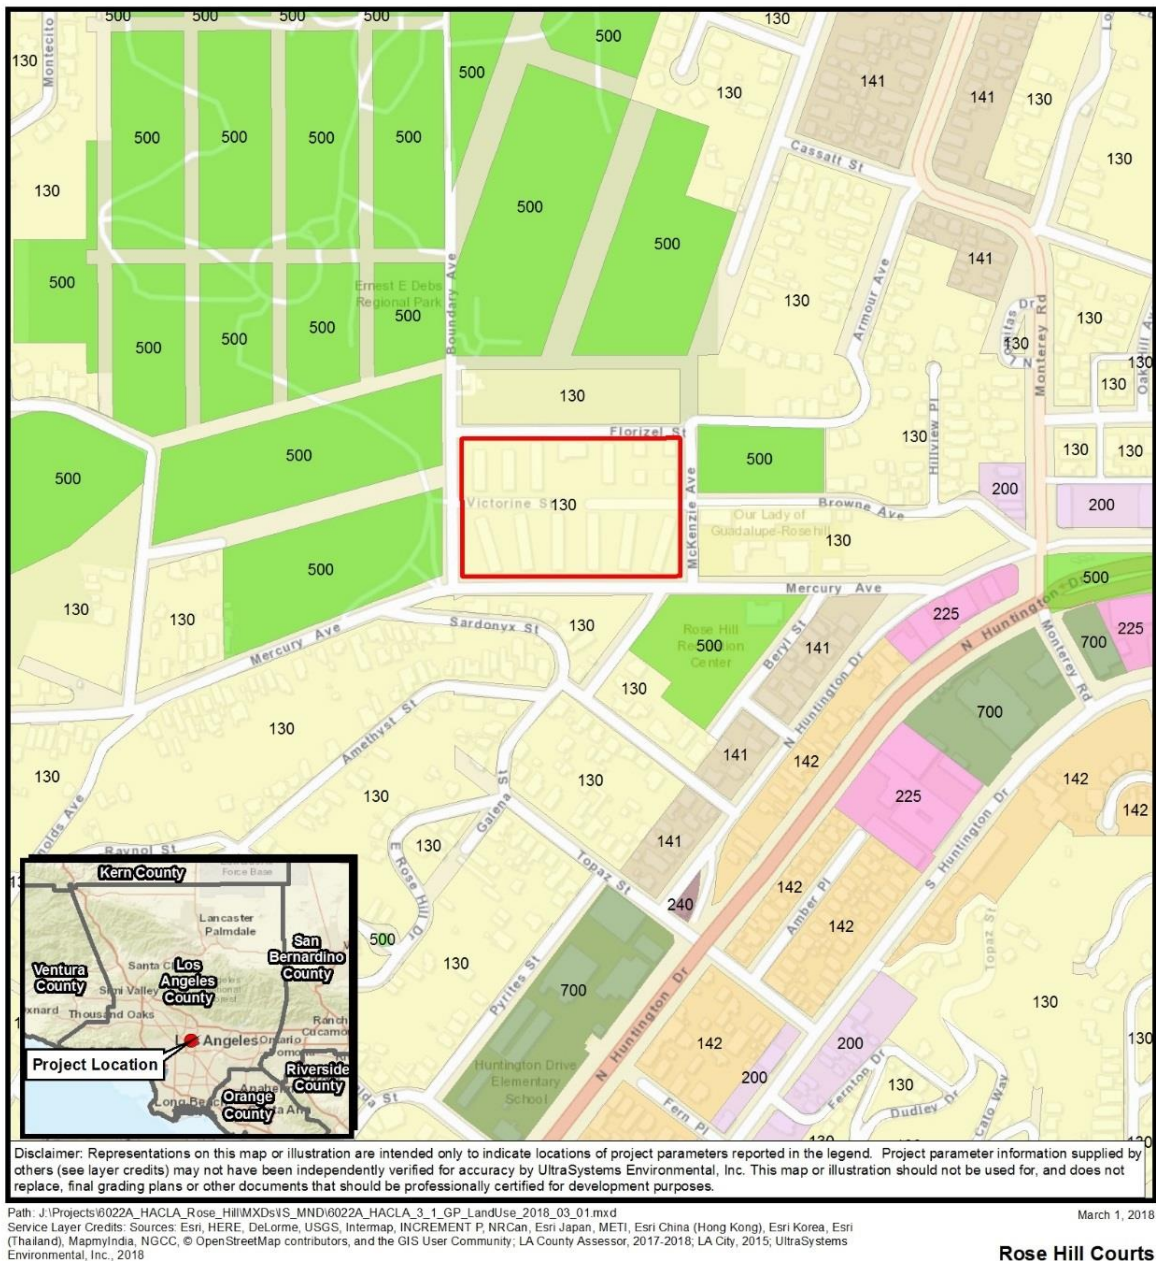 500 500 500 500 500 130
Montecito
130
500
500
141
141
130
130
500 500 500 500
130
500
500
500
Cassatt St
130
130
141
500
Ernest E Debs
Regional Park
Boundary Ave
130
Armour Ave
Monterey Rd
130
130
500 500 500 500
130
130
130
130
Florizel St
Hillview Pl
500
500
130
500
130
130
200
200
Victorine St
McKenzie Ave
Browne Ave
Our Lady of
Guadalupe-Rosehill
130
500
Mercury Ave
500
130
130
Mercury Ave
Sardonyx St
130
Rose Hill
Recreation
Center
500
Beryl St
141
225
N Huntington Dr
Monterey Rd
700
225
130
N Huntington Dr
700
130
Amethyst St
141
142
142
142
130
130
130
225
Galena St
130
141
S Huntington Dr
Raynol St
E Rose Hill Dr
Topaz St
240
142
Amber Pl
142
Topaz St
500
130
Pyrites St
700
N Huntington Dr
130
130
142
200
200
Huntington Drive
Elementary
School
Fern Pl
Ferntop Dr
130
Dudley Dr
Calo Way
Kern County
Force Base
Lancaster
Palmdale
San
Bernardino
County
Ventura
County
Los
Angeles
County
Simi Valley
Thousand Oaks
Ontario
Project Location
Riverside
County
Orange
County
Disclaimer: Representations on this map or illustration are intended only to indicate locations of project parameters reported in the legend. Project parameter information supplied by
others (see layer credits) may not have been independently verified for accuracy by UltraSystems Environmental, Inc. This map or illustration should not be used for, and does not
replace, final grading plans or other documents that should be professionally certified for development purposes.
Path: J:\Projects\6022A_HACLA_Rose_Hill\MXDs\IS_MND\6022A_HACLA_3_1_GP_LandUse_2018_03_01.mxd
March 1, 2018
Service Layer Credits: Sources: Esri, HERE, DeLorme, USGS, Intermap, INCREMENT P, NRCan, Esri Japan, METI, Esri China (Hong Kong), Esri Korea, Esri
(Thailand), MapmyIndia, NGCC, © OpenStreetMap contributors, and the GIS User Community; LA County Assessor, 2017-2018; LA City, 2015; UltraSystems
Environmental, Inc., 2018
Rose Hill Courts